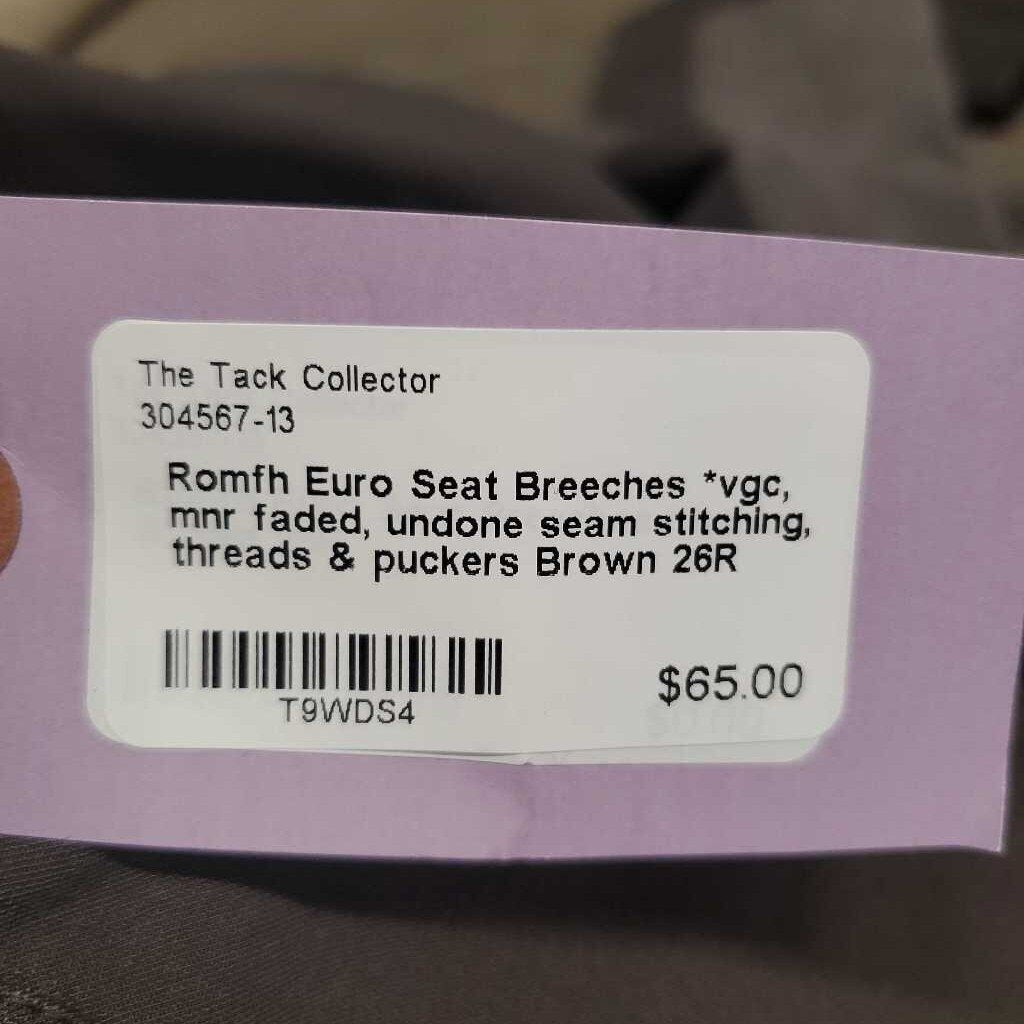 The Tack Collector
304567-13
Romfh Euro Seat Breeches *vgc,
mnr faded, undone seam stitching,
threads & puckers Brown 26R
T9WDS4
$65.00